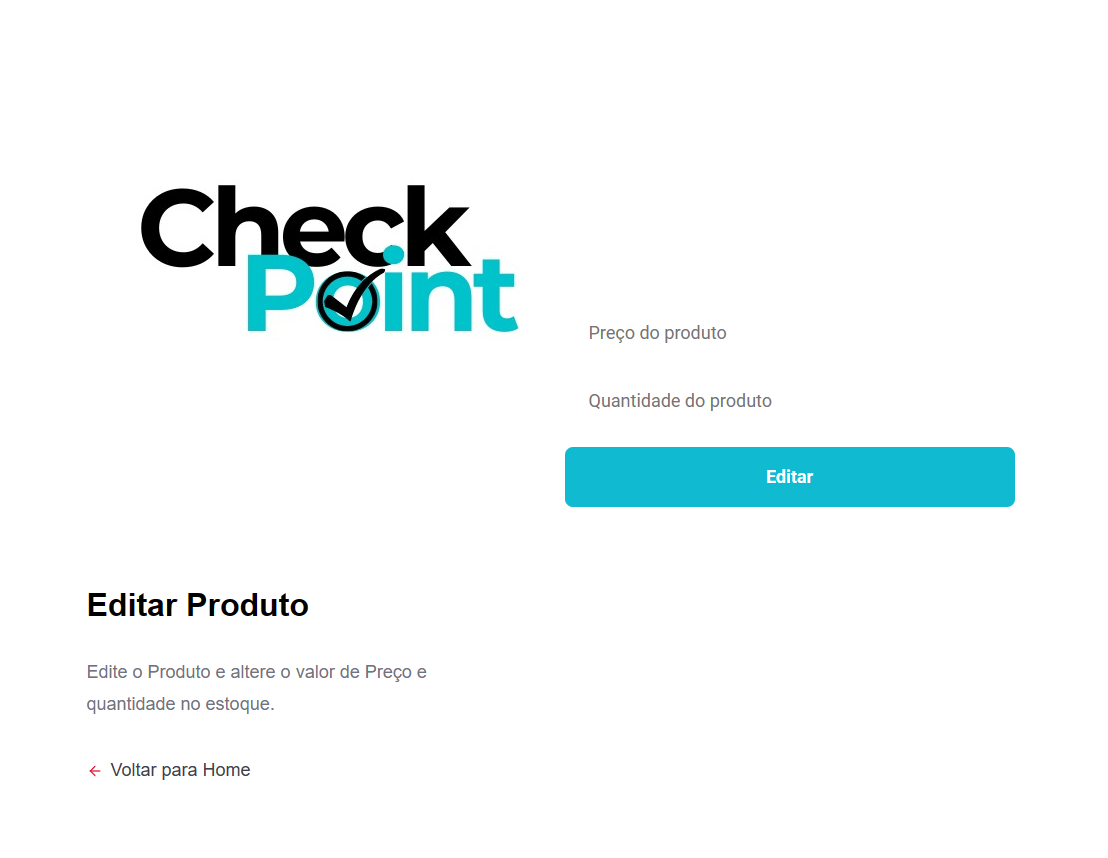 Check
Point
Preço do produto
Quantidade do produto
Editar
Editar Produto
Edite o Produto e altere o valor de Preço e
quantidade no estoque.
Voltar para Home